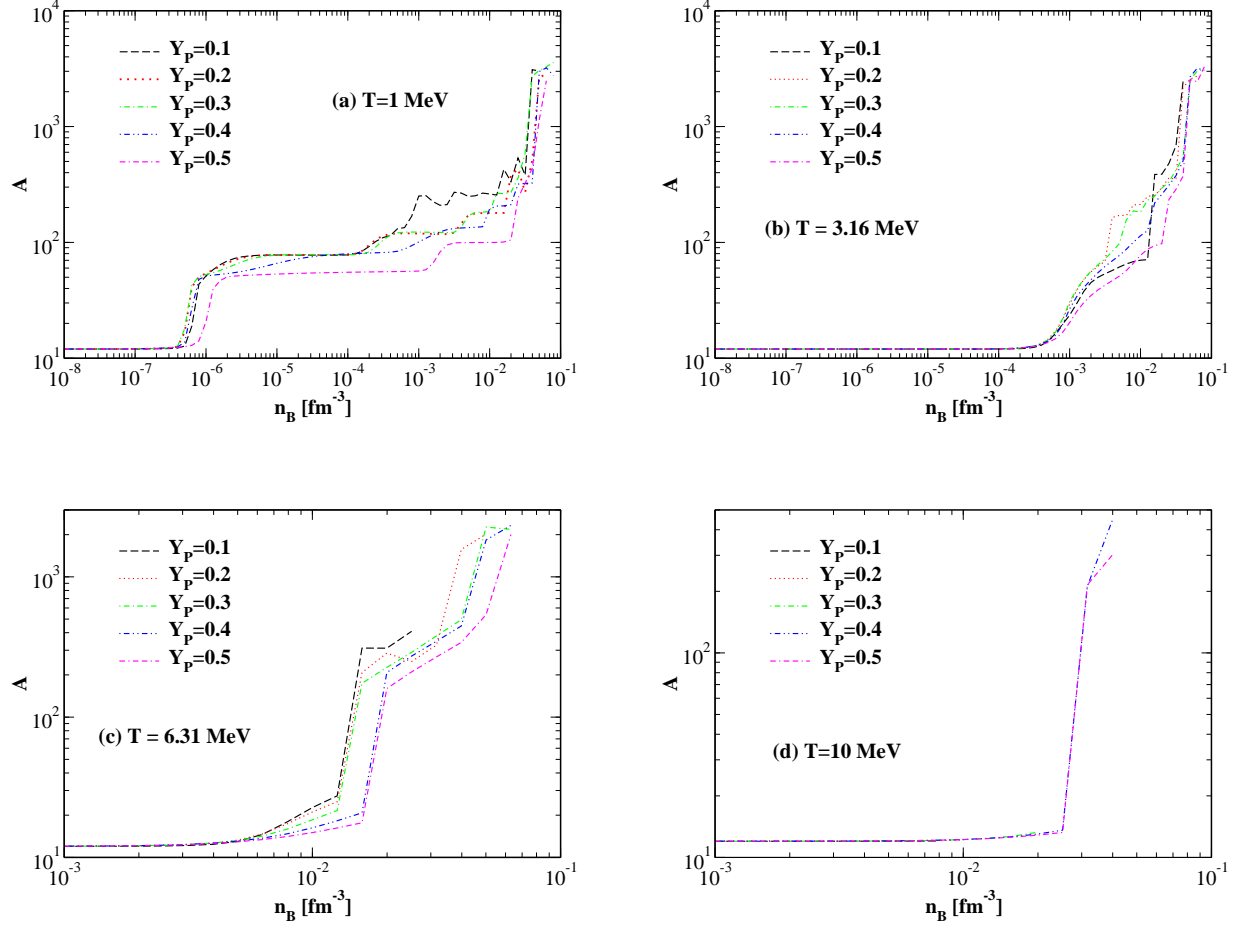 10^4
10^3
10^2
10^1
A
Y_P=0.1
Y_P=0.2
Y_P=0.3
Y_P=0.4
Y_P=0.5
(a) T=1 MeV
10^-8
10^-7
10^-6
10^-5
10^-4
10^-3
10^-2
10^-1
n_B [fm^-3]
10^4
10^3
10^2
10^1
A
Y_P=0.1
Y_P=0.2
Y_P=0.3
Y_P=0.4
Y_P=0.5
(b) T = 3.16 MeV
10^-8
10^-7
10^-6
10^-5
10^-4
10^-3
10^-2
10^-1
n_B [fm^-3]
10^3
10^2
10^1
A
Y_P=0.1
Y_P=0.2
Y_P=0.3
Y_P=0.4
Y_P=0.5
(c) T = 6.31 MeV
10^-3
10^-2
10^-1
n_B [fm^-3]
10^2
10^1
A
Y_P=0.1
Y_P=0.2
Y_P=0.3
Y_P=0.4
Y_P=0.5
(d) T=10 MeV
10^-3
10^-2
10^-1
n_B [fm^-3]